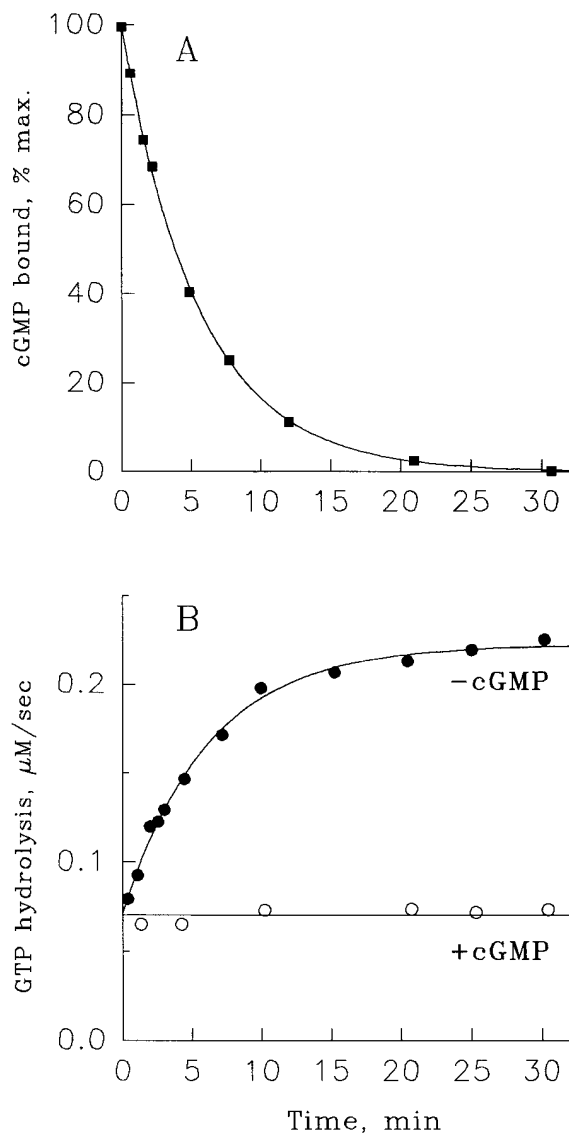 A
cGMP bound, % max.
100
80
60
40
20
0
0 5 10 15 20 25 30
B
GTP hydrolysis, μM/sec
0.2
0.1
0.0
−cGMP
+cGMP
0 5 10 15 20 25 30
Time, min